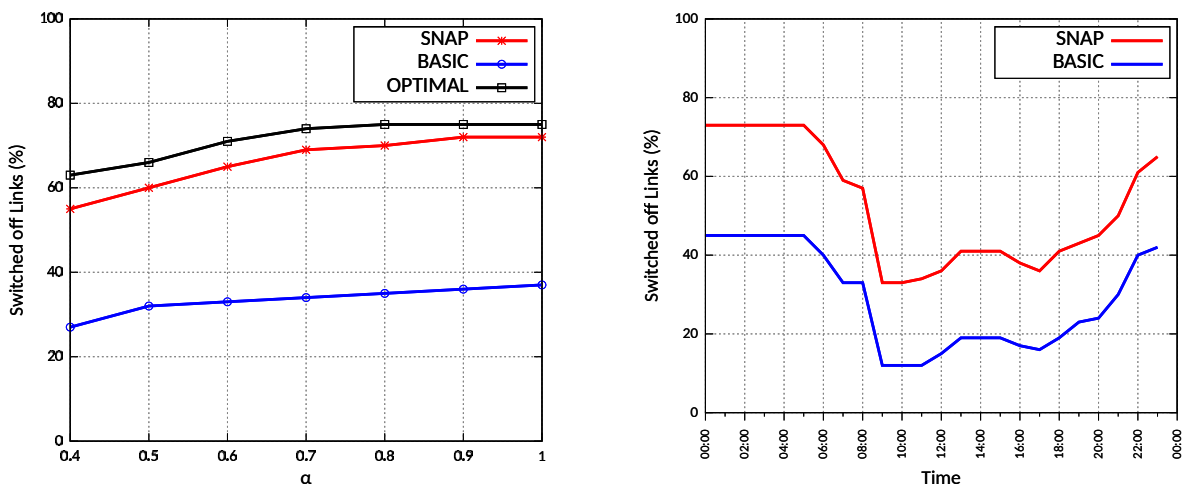 100
80
60
40
20
0
Switched off Links (%)
SNAP
BASIC
OPTIMAL
0.4 0.5 0.6 0.7 0.8 0.9 1
α
100
80
60
40
20
0
Switched off Links (%)
SNAP
BASIC
00:00 02:00 04:00 06:00 08:00 10:00 12:00 14:00 16:00 18:00 20:00 22:00 00:00
Time